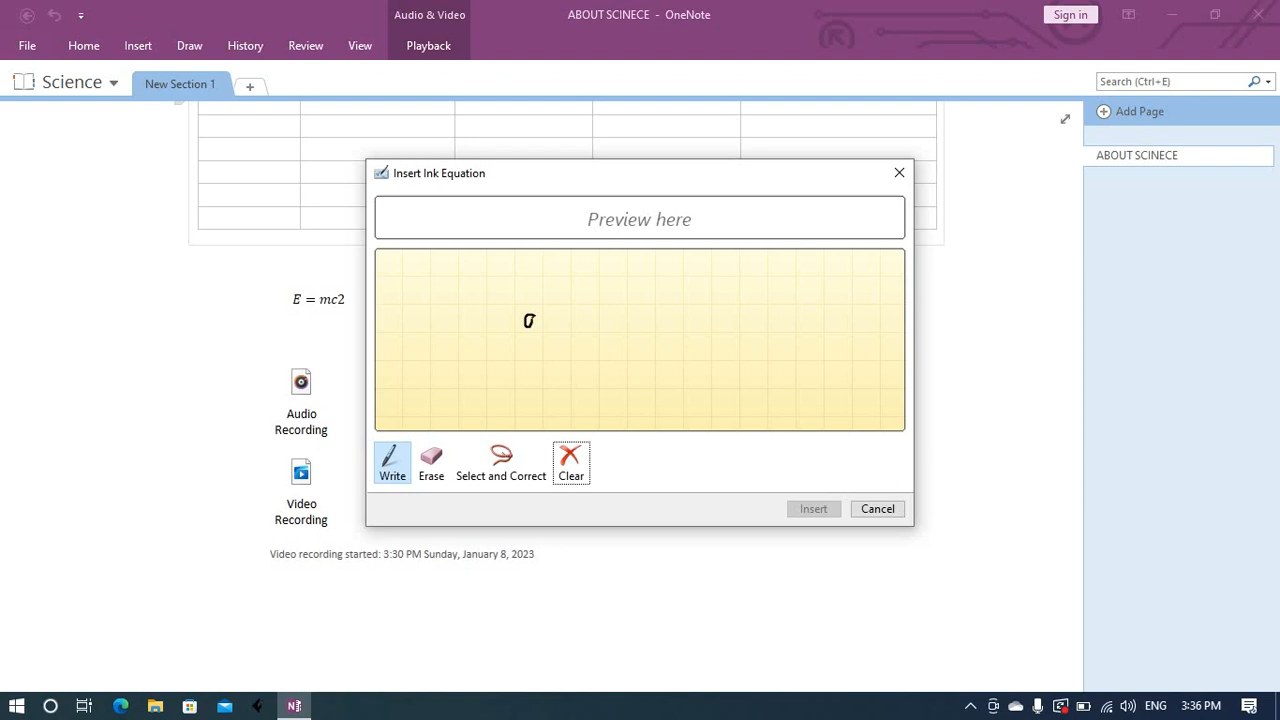 Audio & Video
ABOUT SCINECE - OneNote
Sign in
File
Home
Insert
Draw
History
Review
View
Playback
Science
New Section 1
+
Search (Ctrl+E)
Add Page
ABOUT SCINECE
Insert Ink Equation
Preview here
E = mc2
Audio
Recording
Video
Recording
Write
Erase
Select and Correct
Clear
Insert
Cancel
Video recording started: 3:30 PM Sunday, January 8, 2023
ENG
3:36 PM